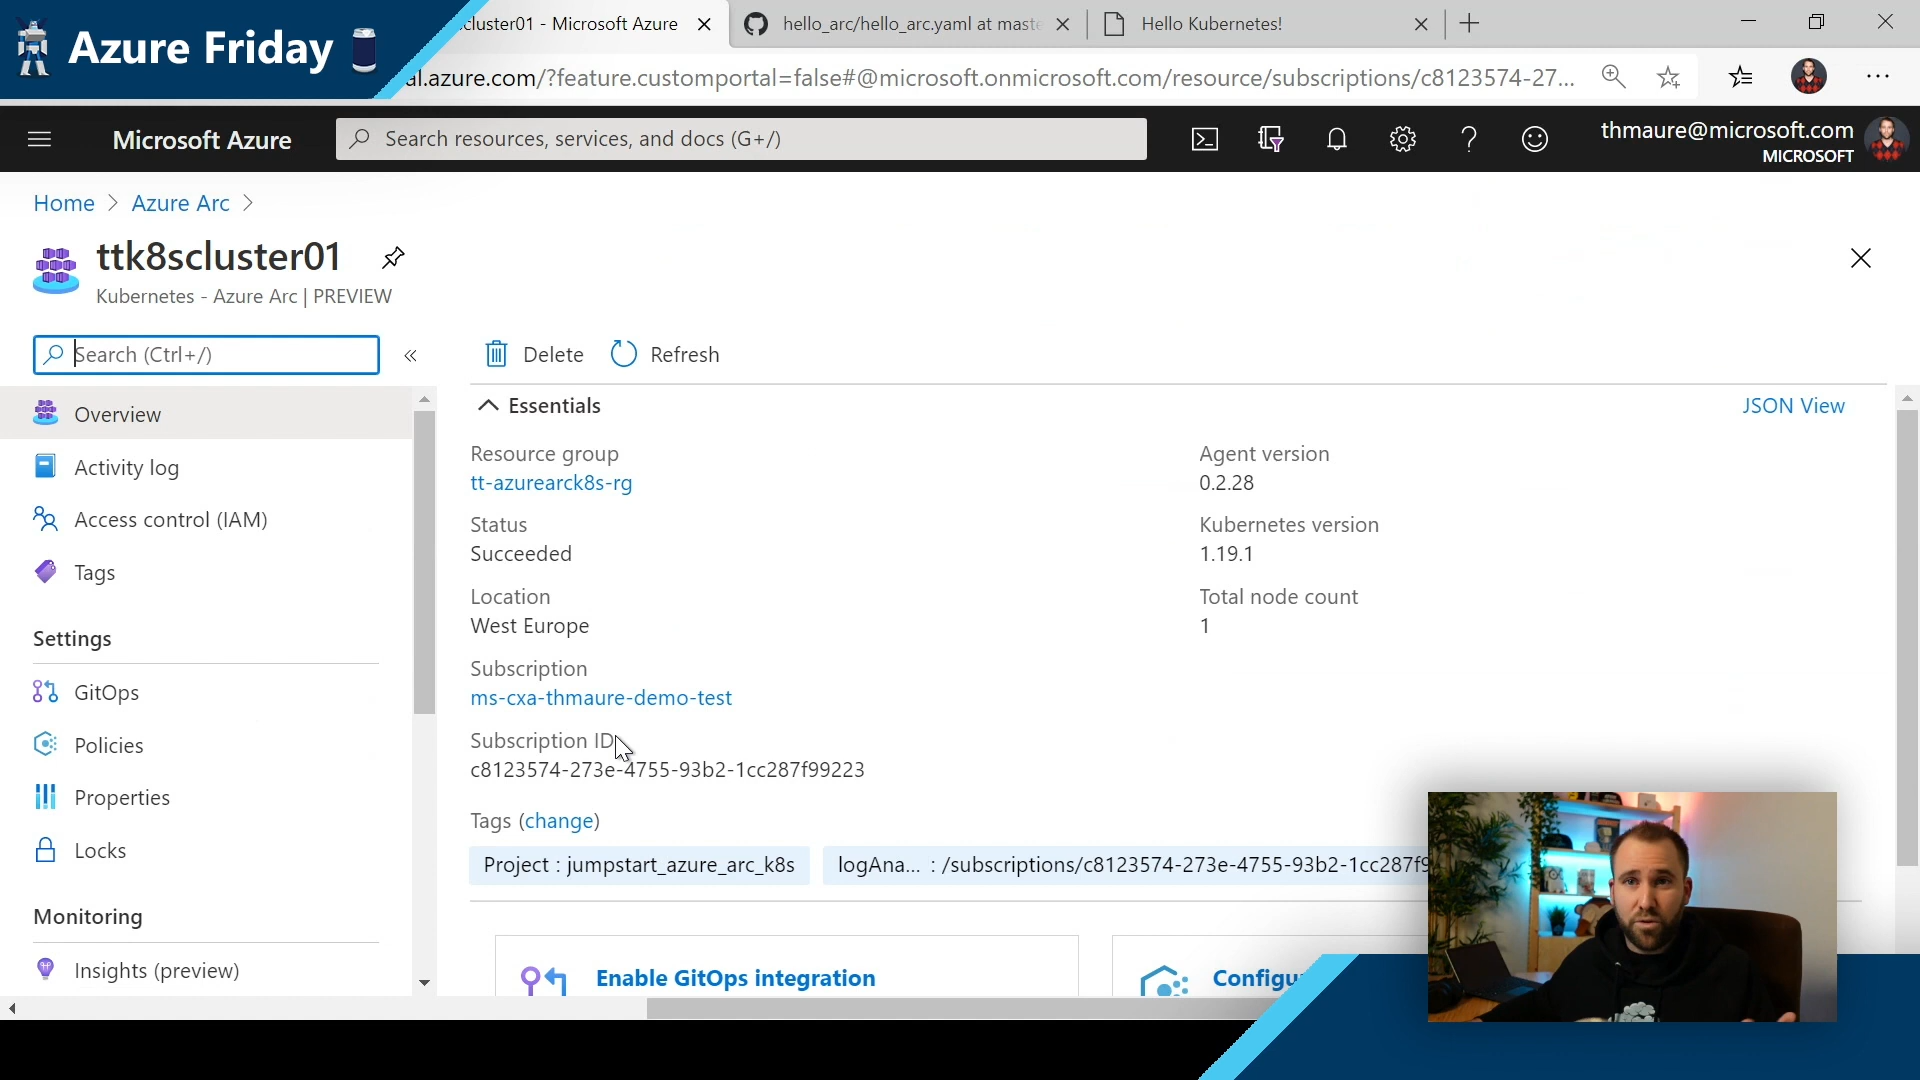 Azure Friday
cluster01 - Microsoft Azure
hello_arc/hello_arc.yaml at maste
Hello Kubernetes!
al.azure.com/?feature.customportal=false#@microsoft.onmicrosoft.com/resource/subscriptions/c8123574-27...
Microsoft Azure
Search resources, services, and docs (G+/)
thmaure@microsoft.com
MICROSOFT
Home > Azure Arc >
ttk8scluster01
Kubernetes - Azure Arc | PREVIEW
Search (Ctrl+/)
«
Delete
Refresh
Overview
Activity log
Access control (IAM)
Tags
Settings
GitOps
Policies
Properties
Locks
Monitoring
Insights (preview)
Essentials
JSON View
Resource group
tt-azurearck8s-rg
Status
Succeeded
Location
West Europe
Subscription
ms-cxa-thmaure-demo-test
Subscription ID
c8123574-273e-4755-93b2-1cc287f99223
Agent version
0.2.28
Kubernetes version
1.19.1
Total node count
1
Tags (change)
Project : jumpstart_azure_arc_k8s
logAna... : /subscriptions/c8123574-273e-4755-93b2-1cc287f9
Enable GitOps integration
Configu